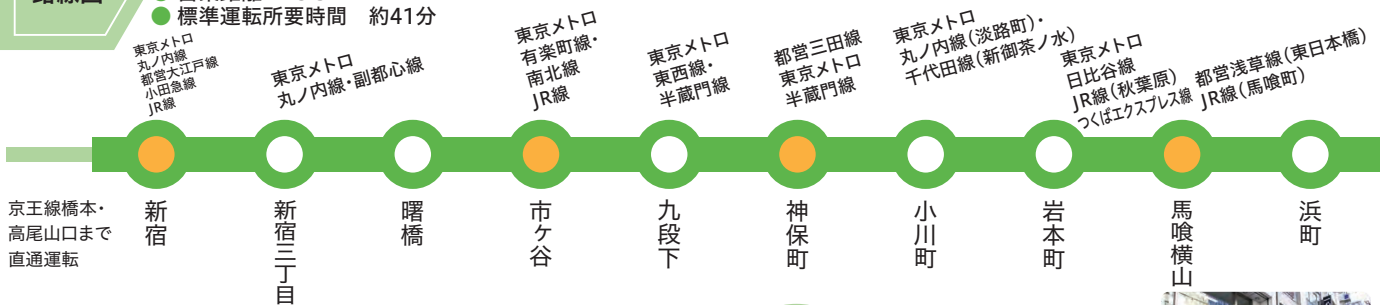 標準運転所要時間　約41分
東京メトロ
丸ノ内線
都営大江戸線
小田急線
JR線
東京メトロ
丸ノ内線・副都心線
東京メトロ
有楽町線・
南北線
JR線
東京メトロ
東西線・
半蔵門線
都営三田線
東京メトロ
半蔵門線
東京メトロ
丸ノ内線(淡路町)・
千代田線(新御茶ノ水)
東京メトロ
日比谷線
JR線(秋葉原)
つくばエクスプレス線
都営浅草線(東日本橋)
JR線(馬喰町)
京王線橋本・
高尾山口まで
直通運転
新宿
新宿三丁目
曙橋
市ケ谷
九段下
神保町
小川町
岩本町
馬喰横山
浜町